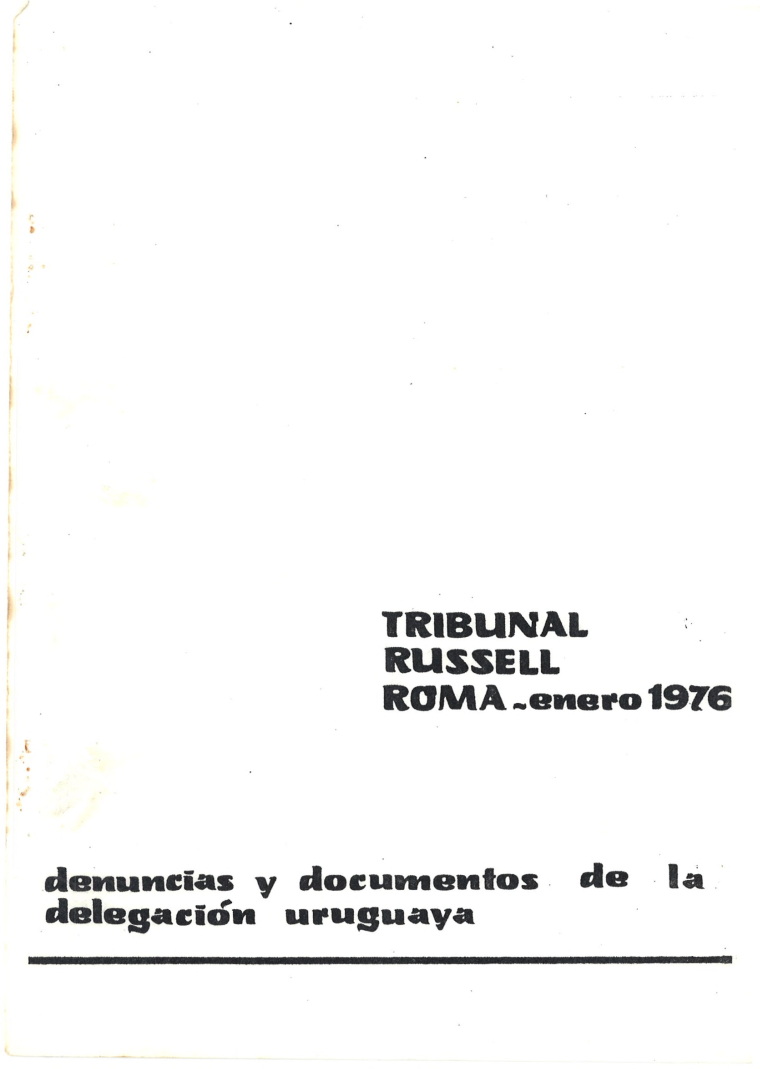 TRIBUNAL
RUSSELL
ROMA ~ enero 1976
denuncias y documentos de la
delegación uruguaya